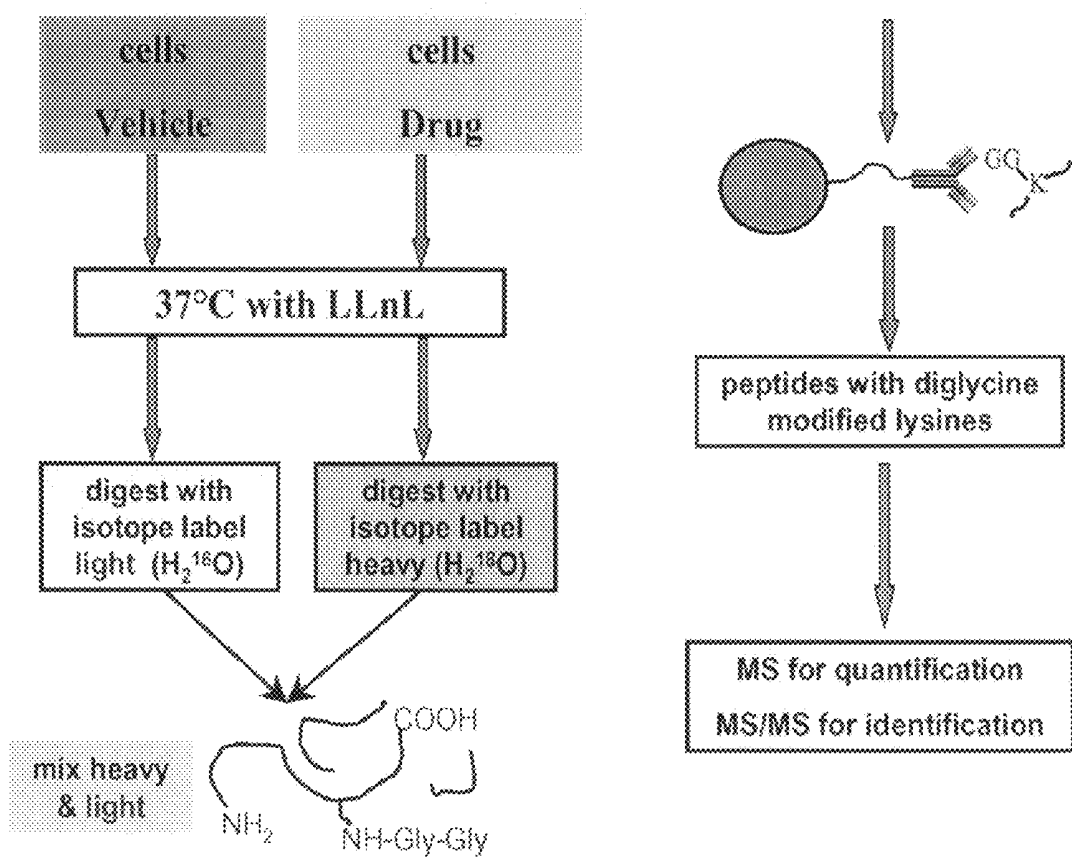 cells
Vehicle
cells
Drug
37°C with LLnL
digest with
isotope label
light (H₂¹⁶O)
digest with
isotope label
heavy (H₂¹⁸O)
mix heavy
& light
COOH
NH₂
NH-Gly-Gly
GG
K
peptides with diglycine
modified lysines
MS for quantification
MS/MS for identification